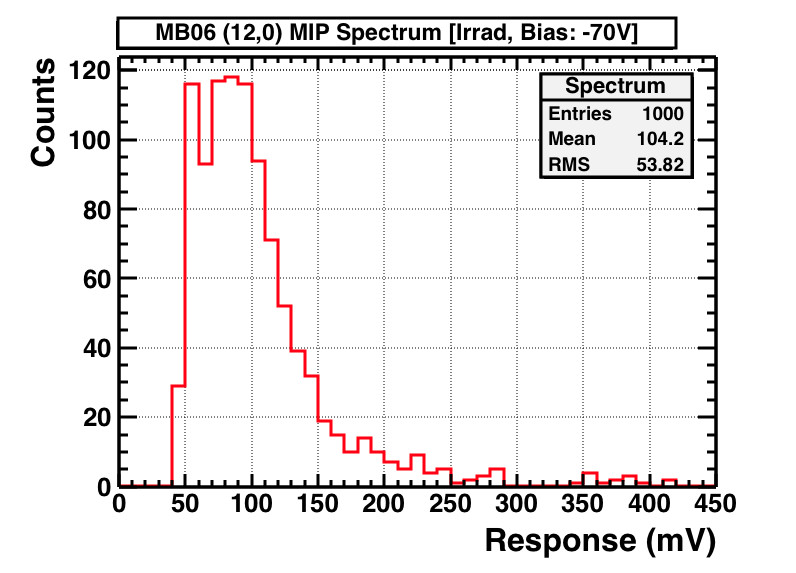 MB06 (12,0) MIP Spectrum [Irrad, Bias: -70V]
Counts
120
100
80
60
40
20
0
Spectrum
Entries 1000
Mean 104.2
RMS 53.82
0 50 100 150 200 250 300 350 400 450
Response (mV)